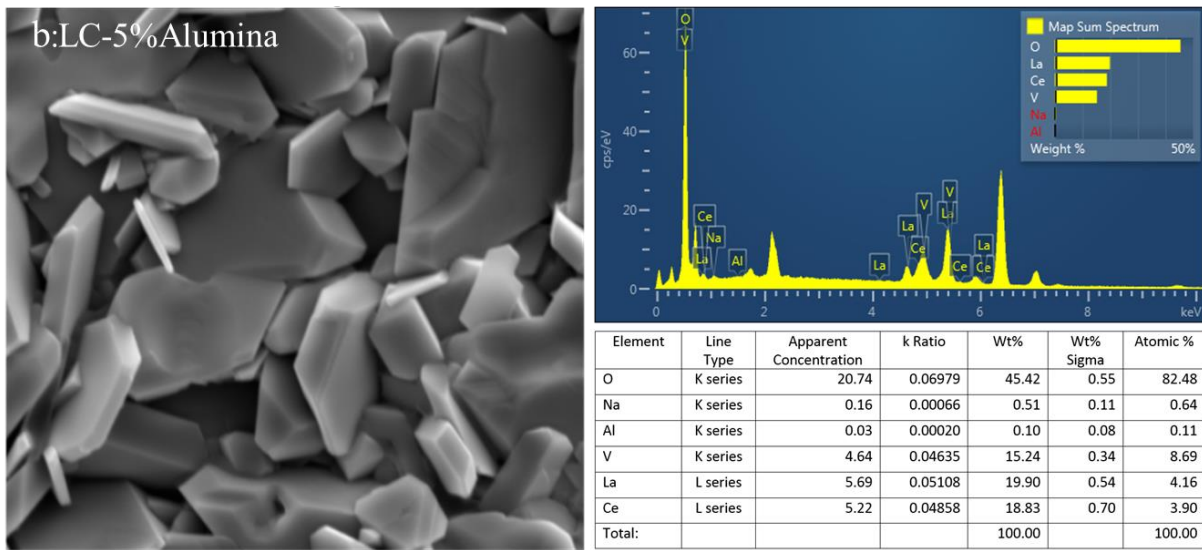 b:LC-5%Alumina
Map Sum Spectrum
O
La
Ce
V
Na
Al
Weight % 50%
cps/eV
60
40
20
0
O
V
Ce
La
Na
Al
La
La
Ce
V
V
La
Ce
La
Ce
0 2 4 6 8 keV
Element Line Type Apparent Concentration k Ratio Wt% Wt% Sigma Atomic %
O K series 20.74 0.06979 45.42 0.55 82.48
Na K series 0.16 0.00066 0.51 0.11 0.64
Al K series 0.03 0.00020 0.10 0.08 0.11
V K series 4.64 0.04635 15.24 0.34 8.69
La L series 5.69 0.05108 19.90 0.54 4.16
Ce L series 5.22 0.04858 18.83 0.70 3.90
Total: 100.00 100.00